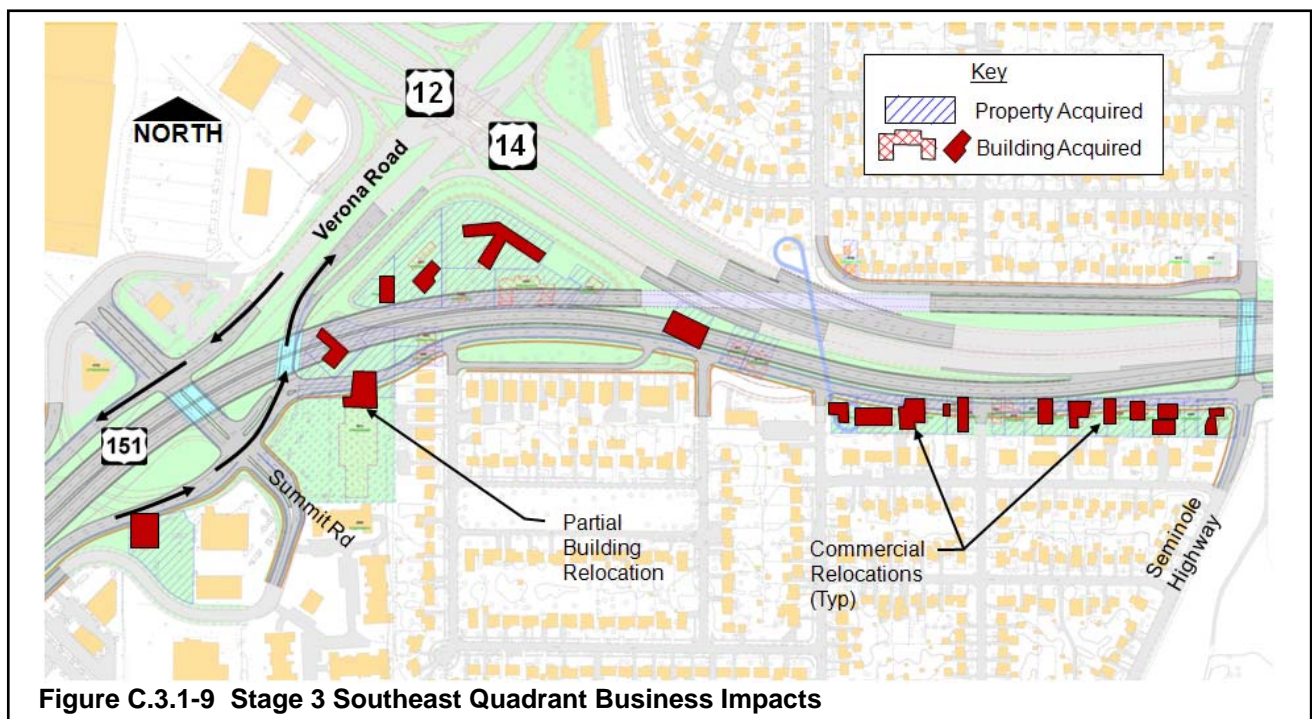 12
14
NORTH
Verona Road
Key
Property Acquired
Building Acquired
151
Summit Rd
Partial
Building
Relocation
Commercial
Relocations
(Typ)
Seminole
Highway
Figure C.3.1-9 Stage 3 Southeast Quadrant Business Impacts